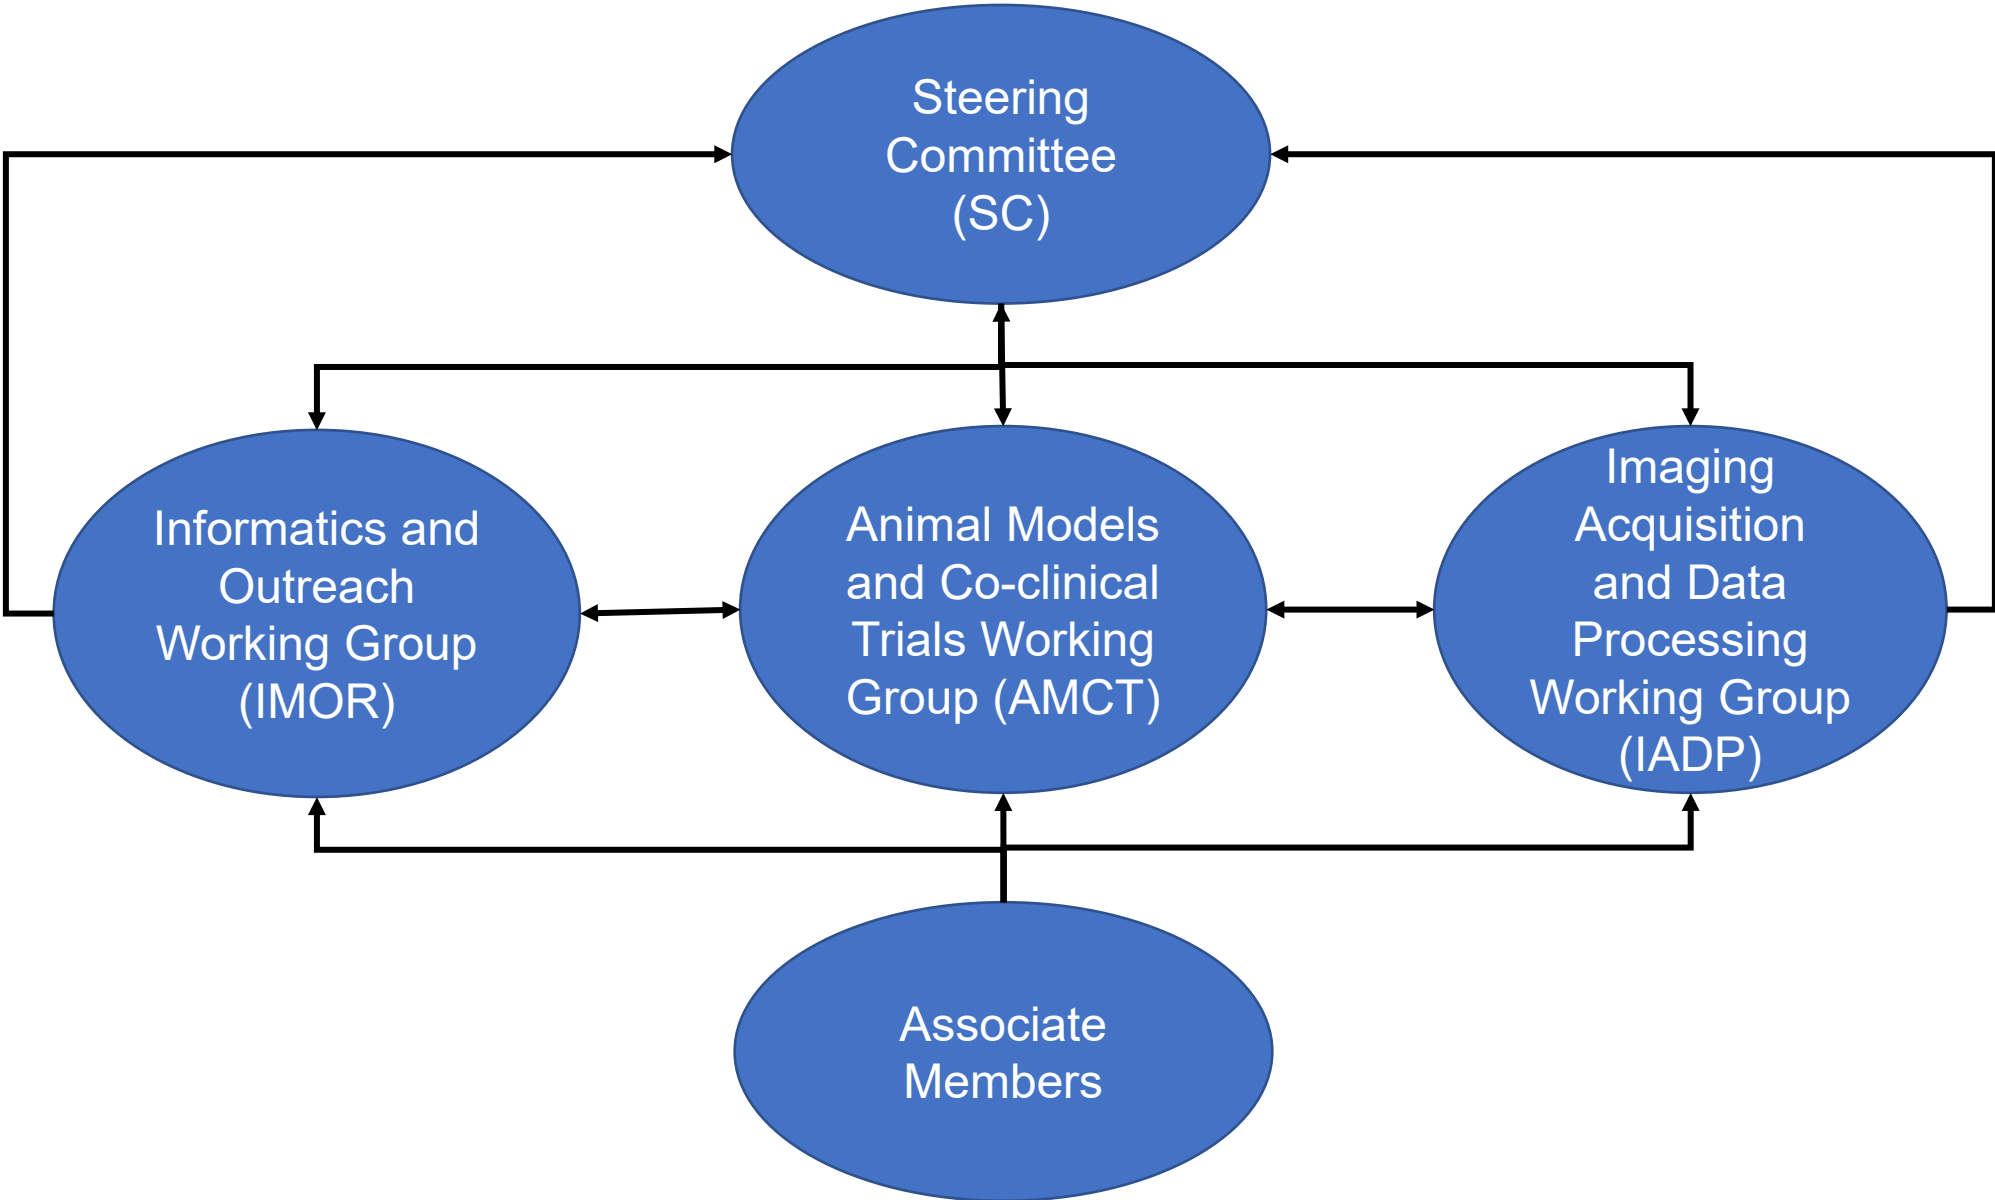 Steering
Committee
(SC)
Informatics and
Outreach
Working Group
(IMOR)
Animal Models
and Co-clinical
Trials Working
Group (AMCT)
Imaging
Acquisition
and Data
Processing
Working Group
(IADP)
Associate
Members